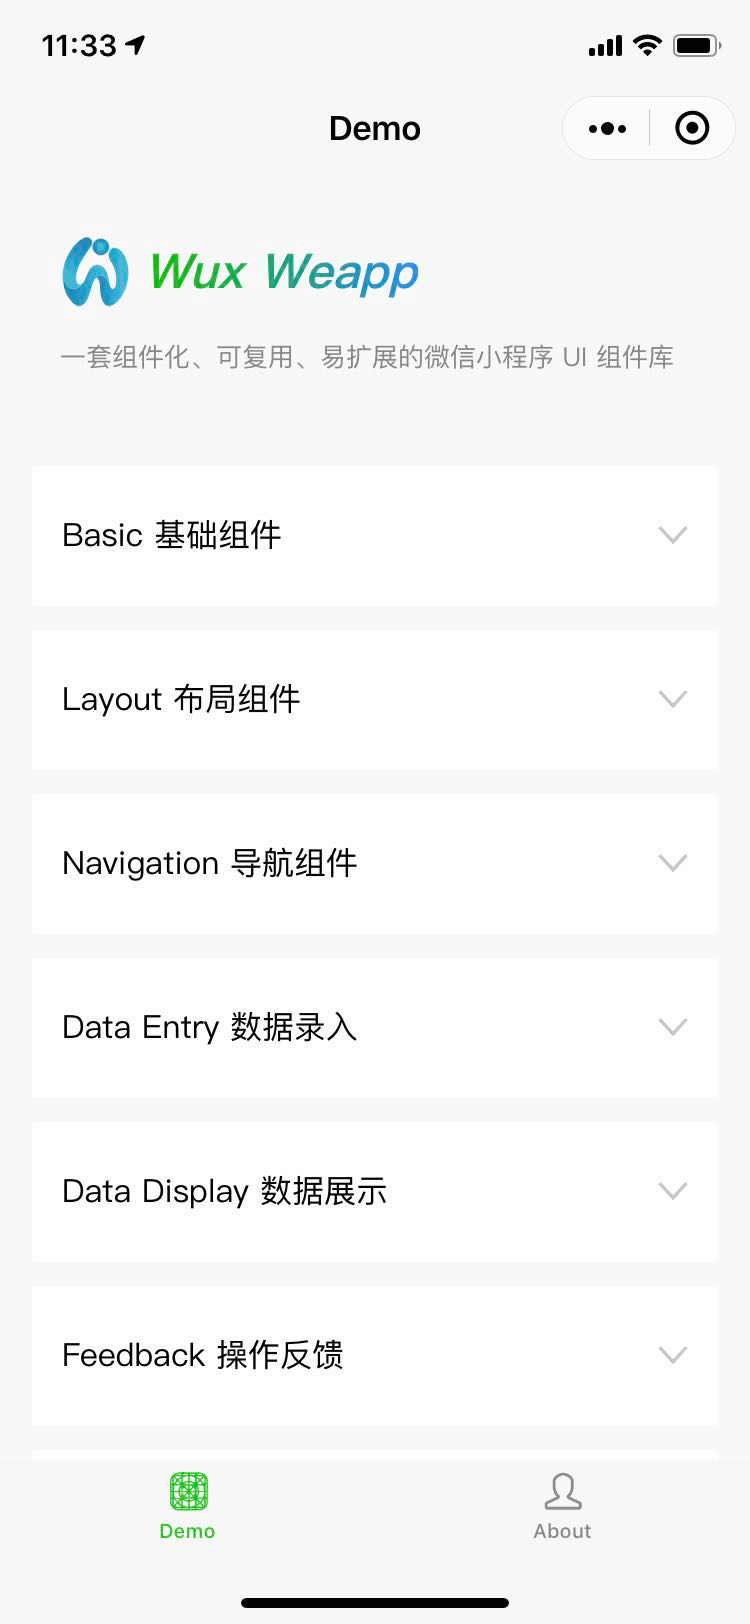 11:33
Demo
Wux Weapp
一套组件化、可复用、易扩展的微信小程序 UI 组件库
Basic 基础组件
Layout 布局组件
Navigation 导航组件
Data Entry 数据录入
Data Display 数据展示
Feedback 操作反馈
Demo
About